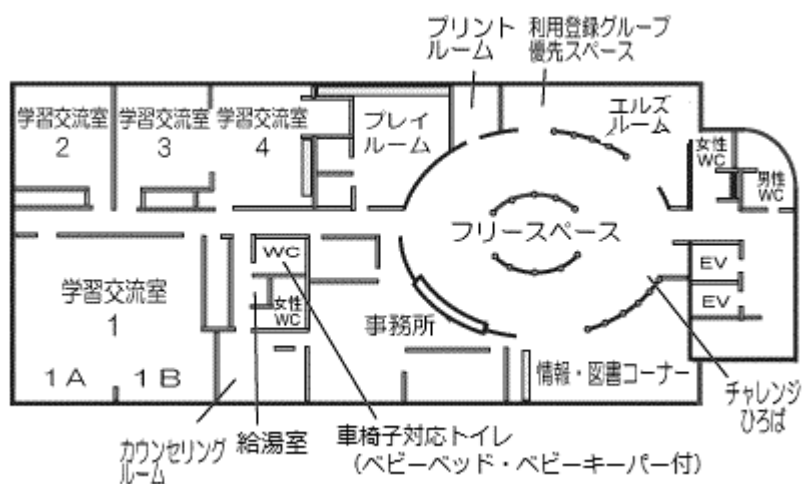 プリント
ルーム
利用登録グループ
優先スペース
学習交流室
2
学習交流室
3
学習交流室
4
プレイ
ルーム
エルズ
ルーム
女性
WC
男性
WC
フリースペース
WC
EV
EV
学習交流室
1
女性
WC
事務所
1A
1B
情報・図書コーナー
チャレンジ
ひろば
カウンセリング
ルーム
給湯室
車椅子対応トイレ
(ベビーベッド・ベビーキーパー付)